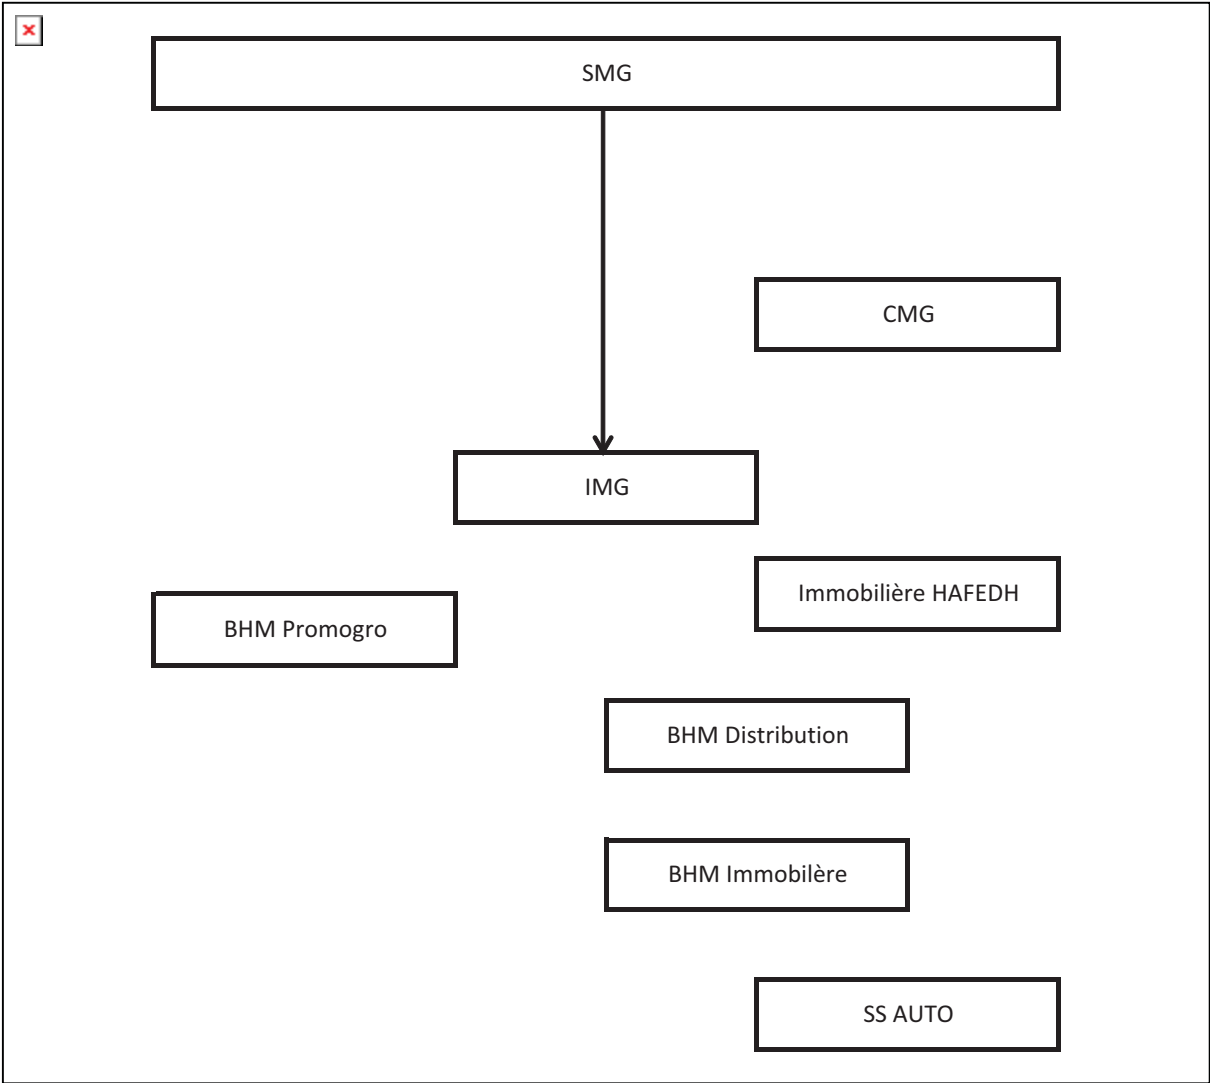 SMG
CMG
IMG
Immobilière HAFEDH
BHM Promogro
BHM Distribution
BHM Immobilère
SS AUTO